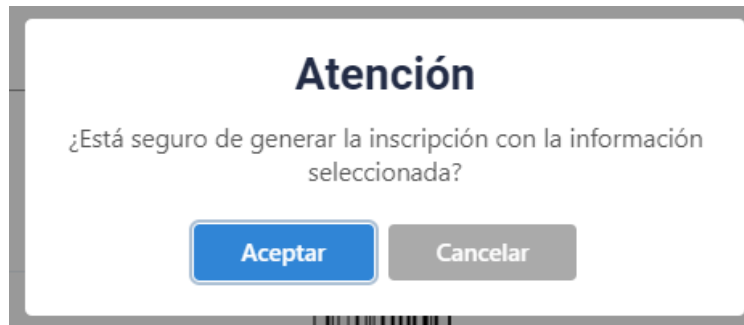 Atención
¿Está seguro de generar la inscripción con la información
seleccionada?
Aceptar
Cancelar